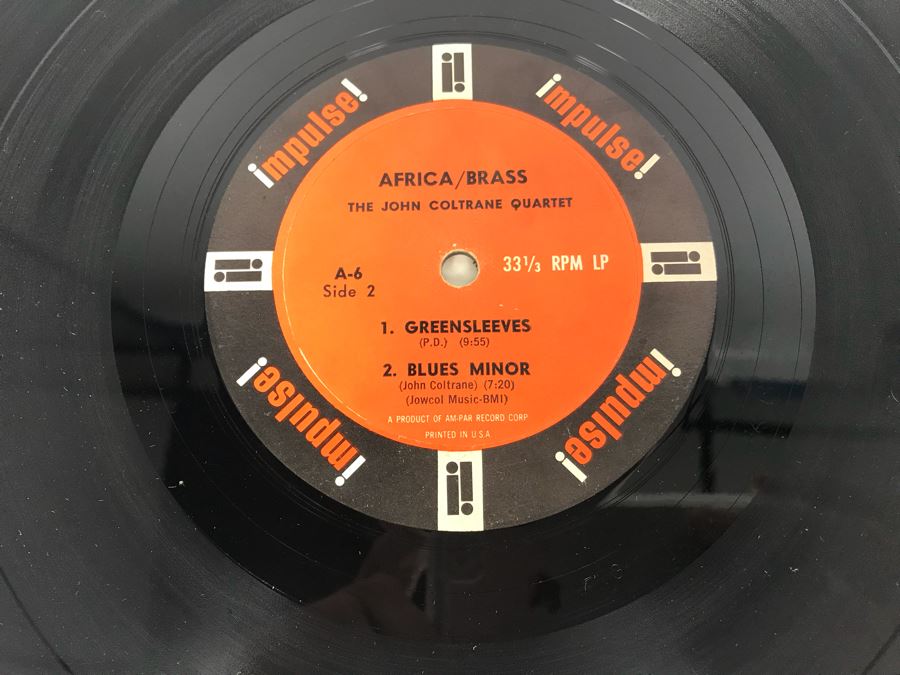 impulse!
impulse!
AFRICA/BRASS
THE JOHN COLTRANE QUARTET
A-6
Side 2
33 1/3 RPM LP
1. GREENSLEEVES
(P.D.) (9:55)
2. BLUES MINOR
(John Coltrane) (7:20)
(Jowcol Music-BMI)
A PRODUCT OF AM-PAR RECORD CORP
PRINTED IN U.S.A.
impulse!
impulse!